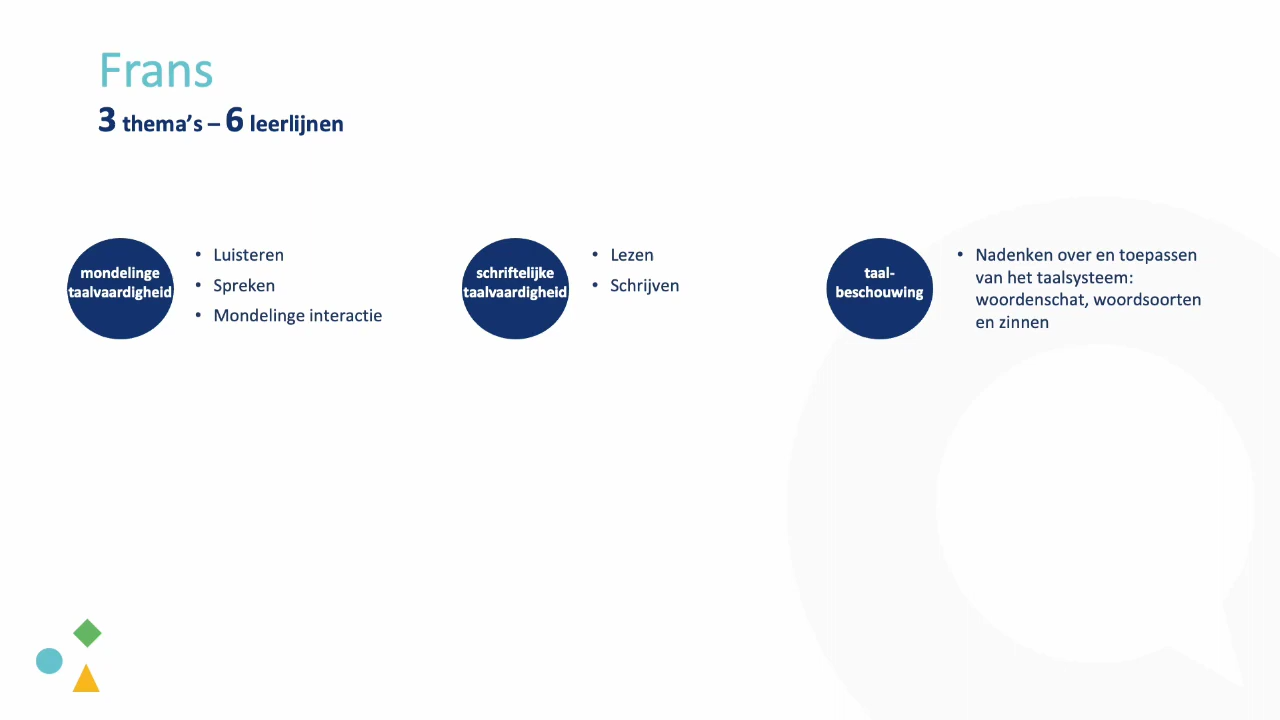 Frans
3 thema’s – 6 leerlijnen
mondelinge
taalvaardigheid
• Luisteren
• Spreken
• Mondelinge interactie
schriftelijke
taalvaardigheid
• Lezen
• Schrijven
taal-
beschouwing
• Nadenken over en toepassen
van het taalsysteem:
woordenschat, woordsoorten
en zinnen